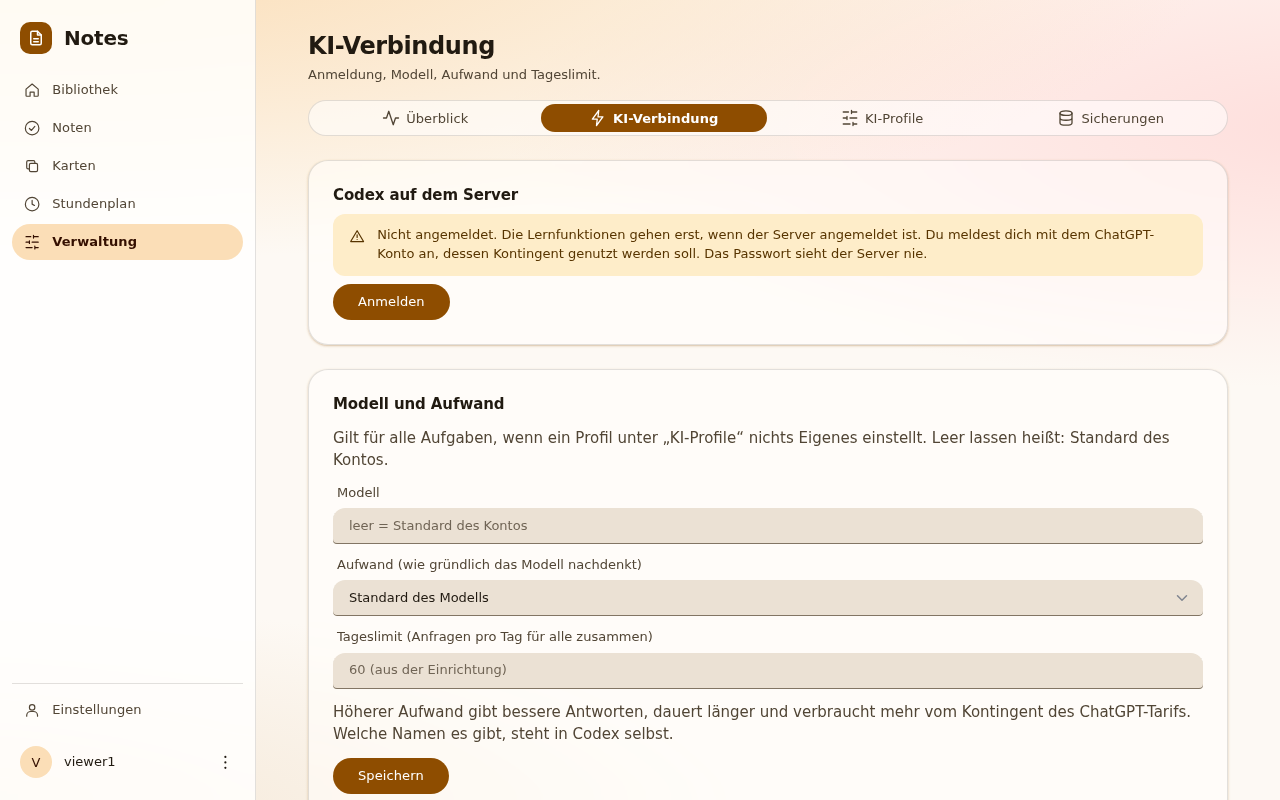 Notes
Bibliothek
Noten
Karten
Stundenplan
Verwaltung
Einstellungen
V
viewer1
KI-Verbindung
Anmeldung, Modell, Aufwand und Tageslimit.
Überblick
KI-Verbindung
KI-Profile
Sicherungen
Codex auf dem Server
Nicht angemeldet. Die Lernfunktionen gehen erst, wenn der Server angemeldet ist. Du meldest dich mit dem ChatGPT-
Konto an, dessen Kontingent genutzt werden soll. Das Passwort sieht der Server nie.
Anmelden
Modell und Aufwand
Gilt für alle Aufgaben, wenn ein Profil unter „KI-Profile“ nichts Eigenes einstellt. Leer lassen heißt: Standard des
Kontos.
Modell
leer = Standard des Kontos
Aufwand (wie gründlich das Modell nachdenkt)
Standard des Modells
Tageslimit (Anfragen pro Tag für alle zusammen)
60 (aus der Einrichtung)
Höherer Aufwand gibt bessere Antworten, dauert länger und verbraucht mehr vom Kontingent des ChatGPT-Tarifs.
Welche Namen es gibt, steht in Codex selbst.
Speichern